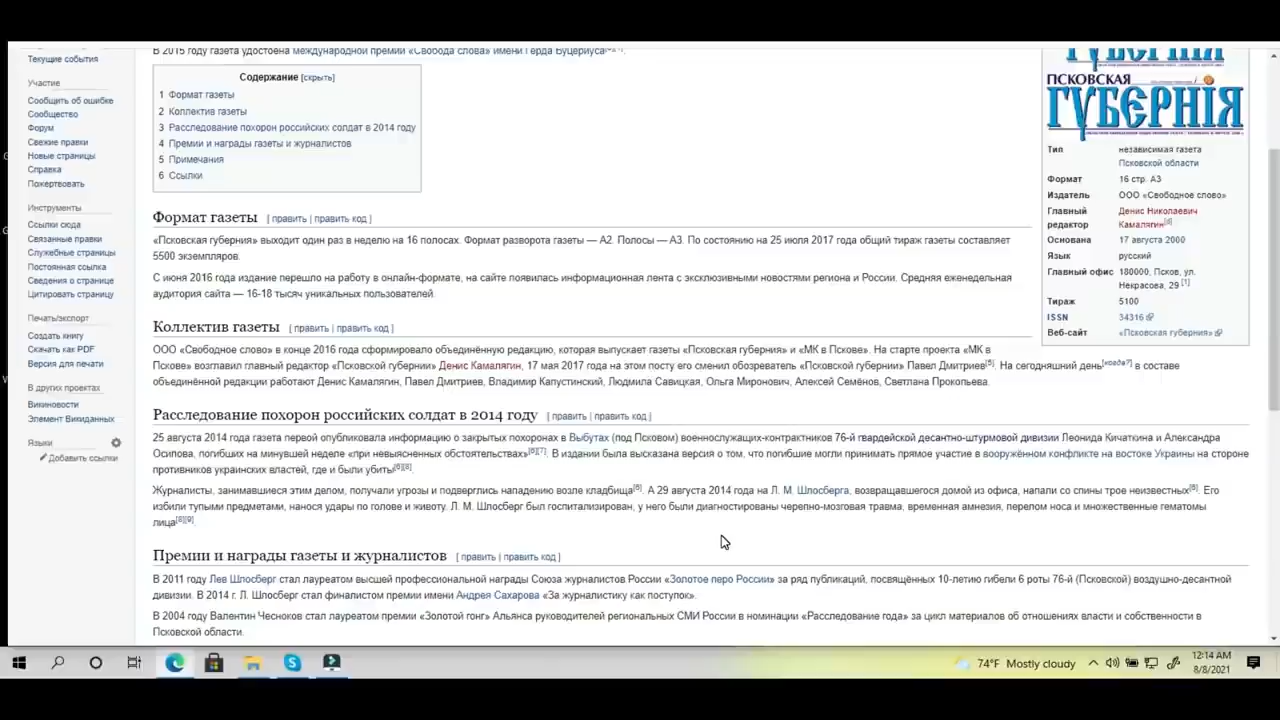 Текущие события
Участие
Сообщить об ошибке
Сообщество
Форум
Свежие правки
Новые страницы
Справка
Пожертвовать
Инструменты
Ссылки сюда
Связанные правки
Служебные страницы
Постоянная ссылка
Сведения о странице
Цитировать страницу
Печать/экспорт
Создать книгу
Скачать как PDF
Версия для печати
В других проектах
Викиновости
Элемент Викиданных
Языки
Добавить ссылки
В 2015 году газета удостоена международной премии «Свобода слова» имени Герда Буцериуса
Содержание [скрыть]
1 Формат газеты
2 Коллектив газеты
3 Расследование похорон российских солдат в 2014 году
4 Премии и награды газеты и журналистов
5 Примечания
6 Ссылки
Формат газеты [ править | править код ]
«Псковская губерния» выходит один раз в неделю на 16 полосах. Формат разворота газеты — А2. Полосы — А3. По состоянию на 25 июля 2017 года общий тираж газеты составляет
5500 экземпляров.
С июня 2016 года издание перешло на работу в онлайн-формате, на сайте появилась информационная лента с эксклюзивными новостями региона и России. Средняя еженедельная
аудитория сайта — 16-18 тысяч уникальных пользователей.
Коллектив газеты [ править | править код ]
ООО «Свободное слово» в конце 2016 года сформировало объединённую редакцию, которая выпускает газеты «Псковская губерния» и «МК в Пскове». На старте проекта «МК в
Пскове» возглавил главный редактор «Псковской губернии» Денис Камалягин, 17 мая 2017 года на этом посту его сменил обозреватель «Псковской губернии» Павел Дмитриев[5]. На сегодняшний день[когда?] в составе
объединённой редакции работают Денис Камалягин, Павел Дмитриев, Владимир Капустинский, Людмила Савицкая, Ольга Миронович, Алексей Семёнов, Светлана Прокопьева.
Расследование похорон российских солдат в 2014 году [ править | править код ]
25 августа 2014 года газета первой опубликовала информацию о закрытых похоронах в Выбутах (под Псковом) военнослужащих-контрактников 76-й гвардейской десантно-штурмовой дивизии Леонида Кичаткина и Александра
Осипова, погибших на минувшей неделе «при невыясненных обстоятельствах»[6][7]. В издании была высказана версия о том, что погибшие могли принимать прямое участие в вооружённом конфликте на востоке Украины на стороне
противников украинских властей, где и были убиты[6][8].
Журналисты, занимавшиеся этим делом, получали угрозы и подверглись нападению возле кладбища[6]. А 29 августа 2014 года на Л. М. Шлосберга, возвращавшегося домой из офиса, напали со спины трое неизвестных[6]. Его
избили тупыми предметами, нанося удары по голове и животу. Л. М. Шлосберг был госпитализирован, у него были диагностированы черепно-мозговая травма, временная амнезия, перелом носа и множественные гематомы
лица[8][9].
Премии и награды газеты и журналистов [ править | править код ]
В 2011 году Лев Шлосберг стал лауреатом высшей профессиональной награды Союза журналистов России «Золотое перо России» за ряд публикаций, посвящённых 10-летию гибели 6 роты 76-й (Псковской) воздушно-десантной
дивизии. В 2014 г. Л. Шлосберг стал финалистом премии имени Андрея Сахарова «За журналистику как поступок».
В 2004 году Валентин Чесноков стал лауреатом премии «Золотой гонг» Альянса руководителей региональных СМИ России в номинации «Расследование года» за цикл материалов об отношениях власти и собственности в
Псковской области.
ГУБЕРНІЯ
ПСКОВСКАЯ
ГУБЕРНІЯ
Тип независимая газета
Псковской области
Формат 16 стр. А3
Издатель ООО «Свободное слово»
Главный Денис Николаевич
редактор Камалягин[d]
Основана 17 августа 2000
Язык русский
Главный офис 180000, Псков, ул.
Некрасова, 29 [1]
Тираж 5100
ISSN 34316
Веб-сайт «Псковская губерния»
74°F Mostly cloudy
12:14 AM
8/8/2021